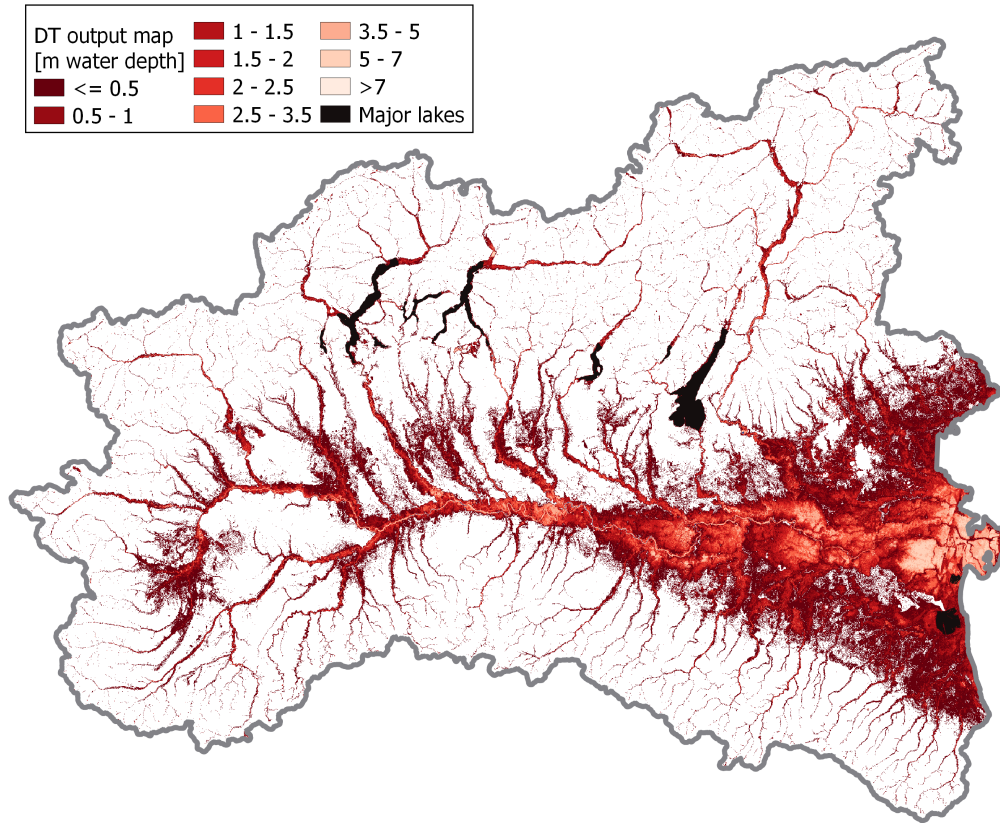 DT output map
[m water depth]
<= 0.5
0.5 - 1
1 - 1.5
1.5 - 2
2 - 2.5
2.5 - 3.5
3.5 - 5
5 - 7
>7
Major lakes